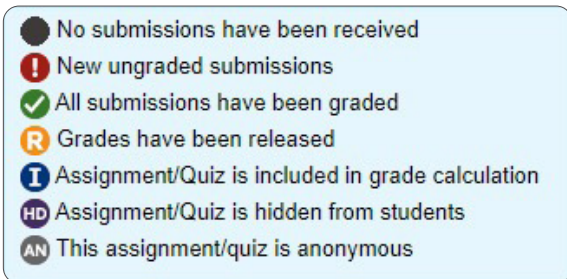 No submissions have been received
! New ungraded submissions
All submissions have been graded
R Grades have been released
I Assignment/Quiz is included in grade calculation
HD Assignment/Quiz is hidden from students
AN This assignment/quiz is anonymous